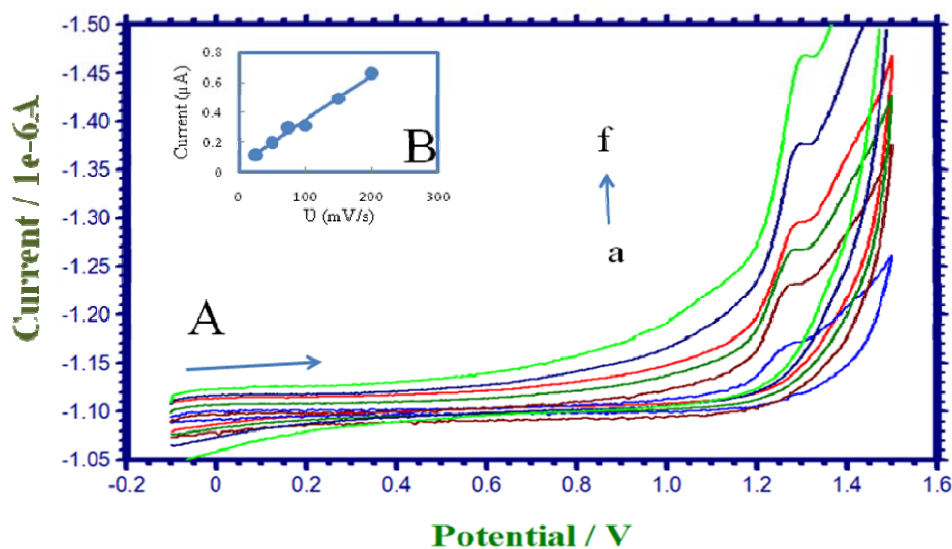 -1.50
-1.45
-1.40
-1.35
-1.30
-1.25
-1.20
-1.15
-1.10
-1.05
Current / 1e-6A
-0.2 0 0.2 0.4 0.6 0.8 1.0 1.2 1.4 1.6
Potential / V
A
0.8
0.6
0.4
0.2
0
Current (µA)
0 100 200 300
U (mV/s)
B
f
a